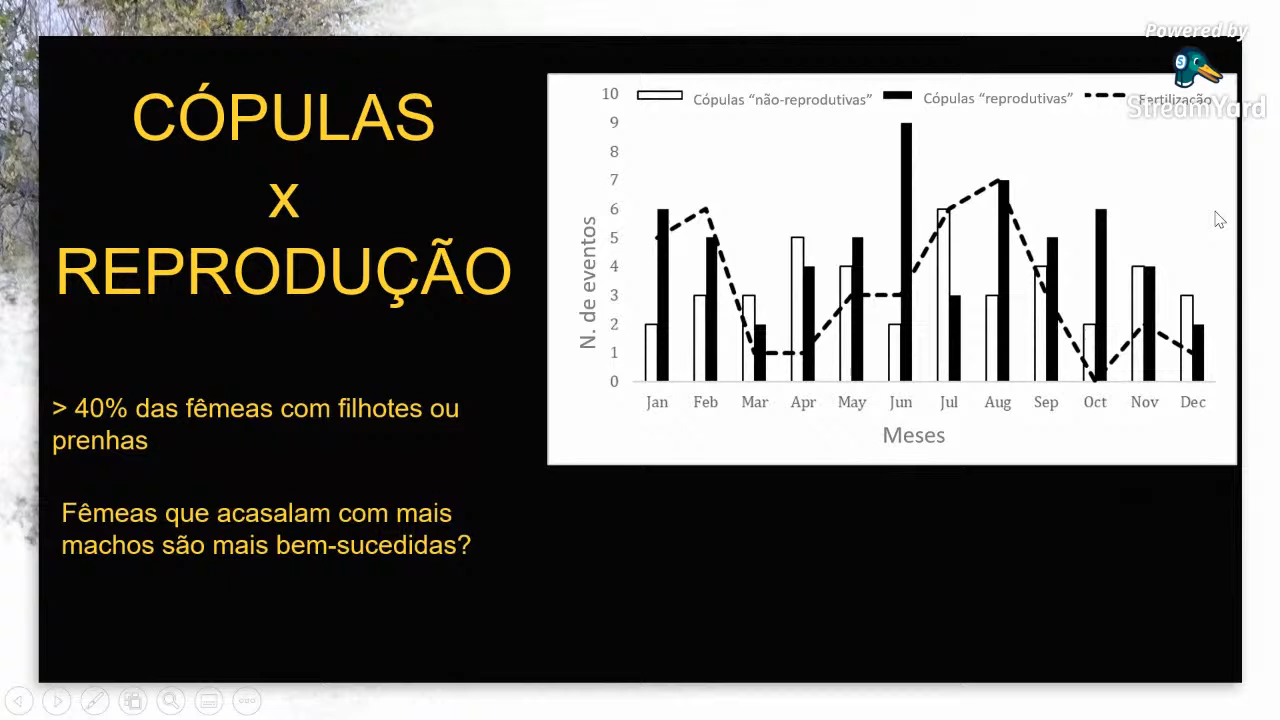 Powered by
StreamYard
CÓPULAS
x
REPRODUÇÃO
> 40% das fêmeas com filhotes ou
prenhas
Fêmeas que acasalam com mais
machos são mais bem-sucedidas?
Cópulas “não-reprodutivas” Cópulas “reprodutivas” Fertilização
10
9
8
7
6
5
4
3
2
1
0
N. de eventos
Jan Feb Mar Apr May Jun Jul Aug Sep Oct Nov Dec
Meses